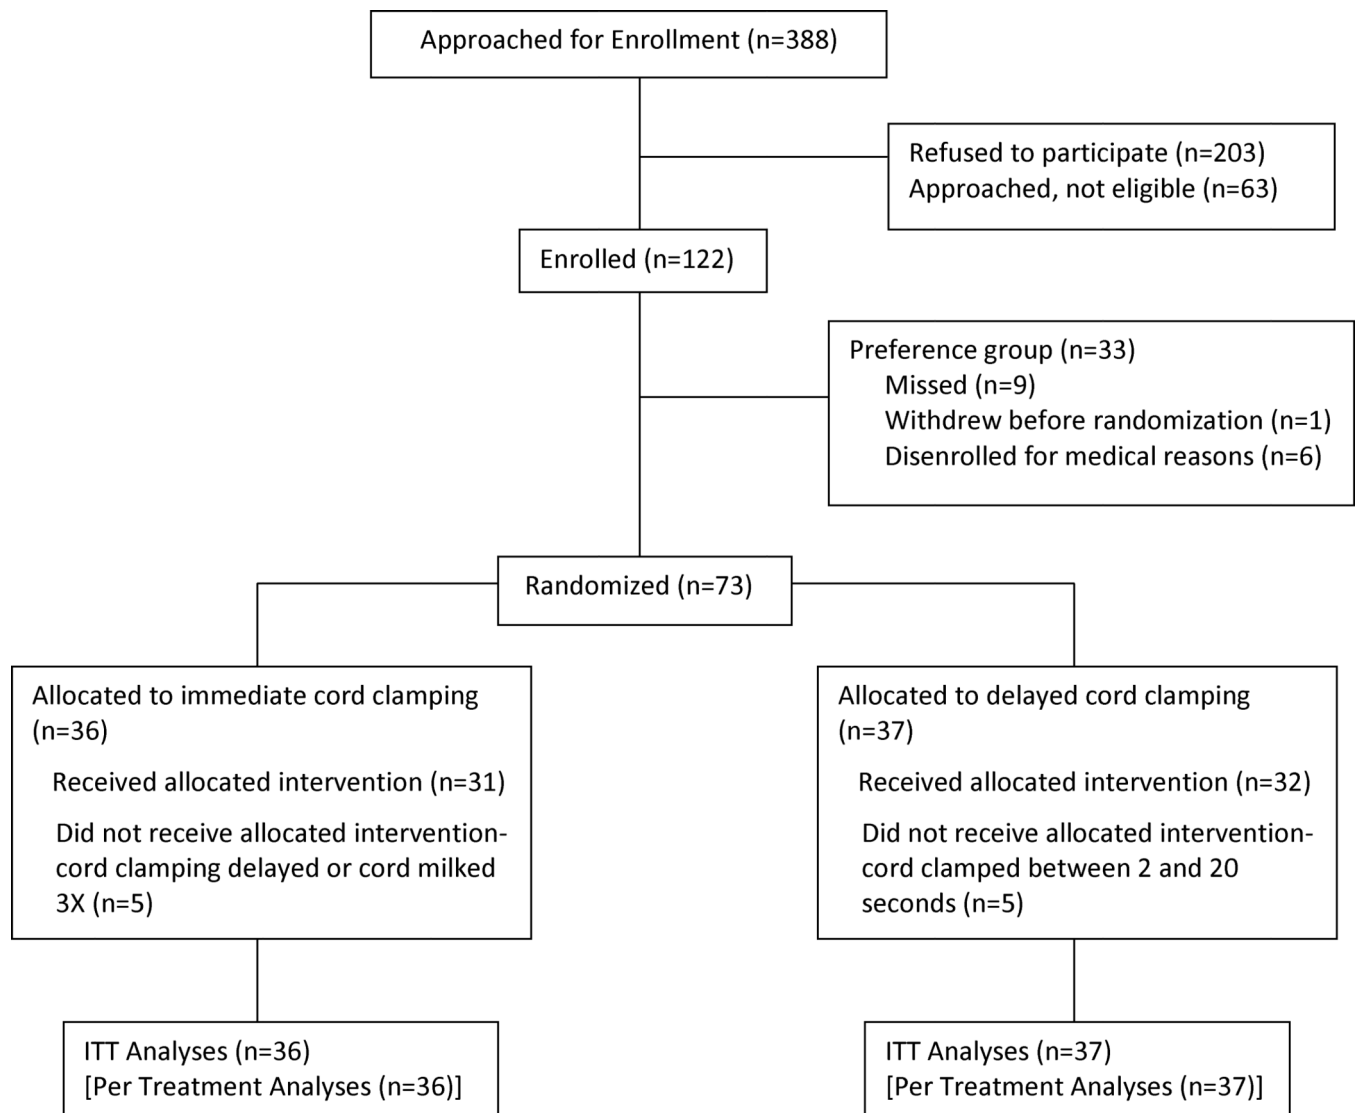 Approached for Enrollment (n=388)
Refused to participate (n=203)
Approached, not eligible (n=63)
Enrolled (n=122)
Preference group (n=33)
Missed (n=9)
Withdrew before randomization (n=1)
Disenrolled for medical reasons (n=6)
Randomized (n=73)
Allocated to immediate cord clamping
(n=36)
Received allocated intervention (n=31)
Did not receive allocated intervention-
cord clamping delayed or cord milked
3X (n=5)
Allocated to delayed cord clamping
(n=37)
Received allocated intervention (n=32)
Did not receive allocated intervention-
cord clamped between 2 and 20
seconds (n=5)
ITT Analyses (n=36)
[Per Treatment Analyses (n=36)]
ITT Analyses (n=37)
[Per Treatment Analyses (n=37)]